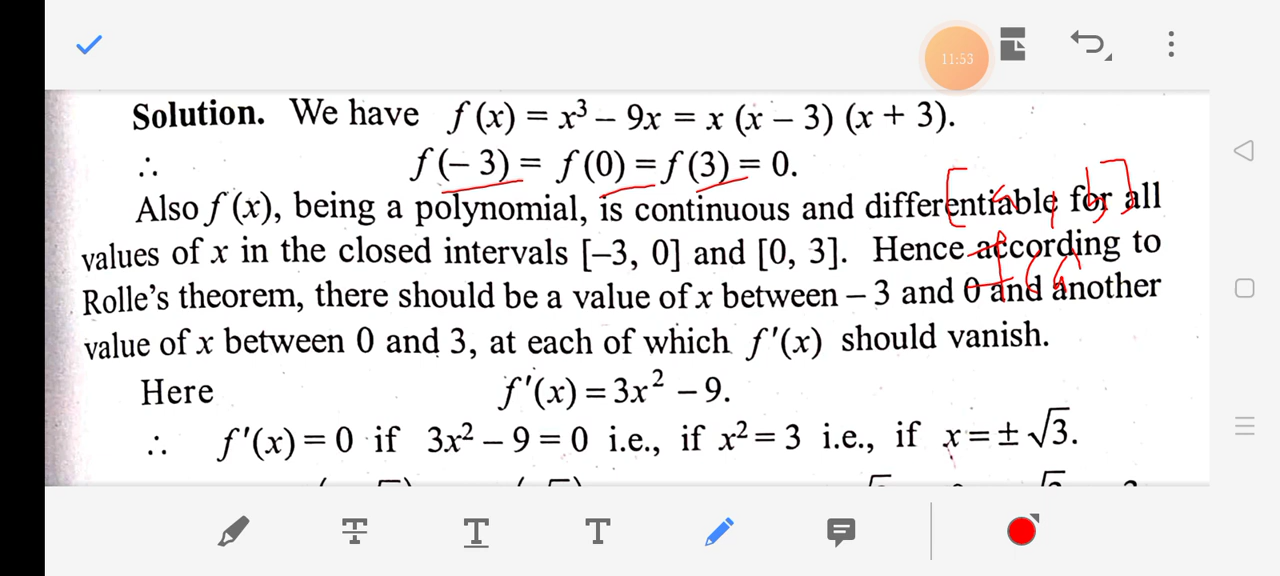 11:53
Solution. We have f(x) = x³ – 9x = x (x – 3) (x + 3).
∴ f(– 3) = f(0) = f(3) = 0.
Also f(x), being a polynomial, is continuous and differentiable for all
[a, b]
values of x in the closed intervals [–3, 0] and [0, 3]. Hence according to
Rolle's theorem, there should be a value of x between – 3 and 0 and another
value of x between 0 and 3, at each of which f'(x) should vanish.
Here f'(x) = 3x² – 9.
∴ f'(x) = 0 if 3x² – 9 = 0 i.e., if x² = 3 i.e., if x = ± √3.
T
T
T